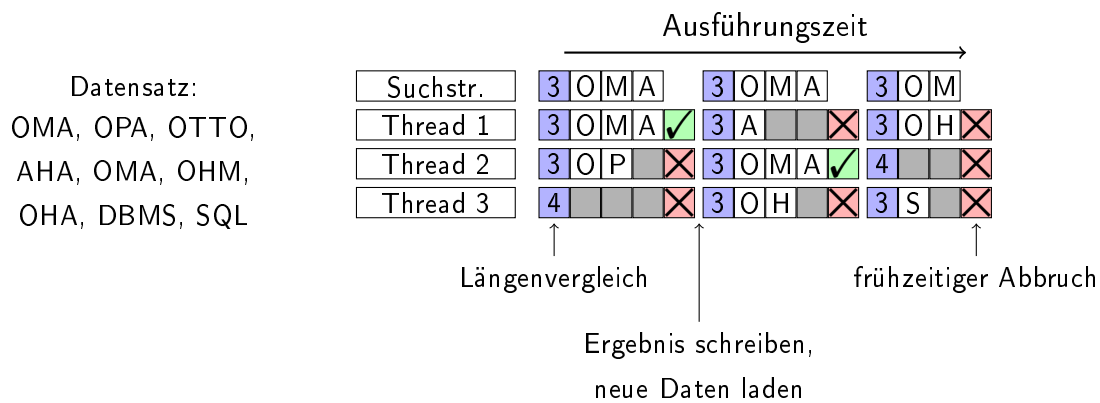 Ausführungszeit
Datensatz:
OMA, OPA, OTTO,
AHA, OMA, OHM,
OHA, DBMS, SQL
Suchstr. 3 O M A 3 O M A 3 O M
Thread 1 3 O M A ✓ 3 A ✗ 3 O H ✗
Thread 2 3 O P ✗ 3 O M A ✓ 4 ✗
Thread 3 4 ✗ 3 O H ✗ 3 S ✗
Längenvergleich
frühzeitiger Abbruch
Ergebnis schreiben,
neue Daten laden